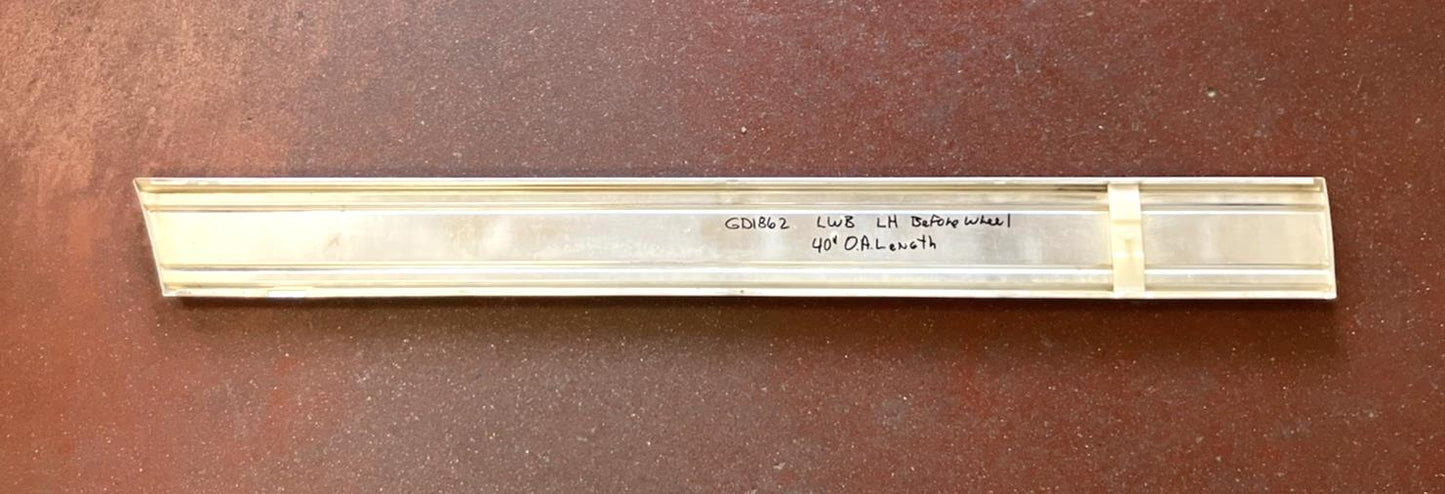 GD1862 LWB LH Before Wheel
40" O.A. Length